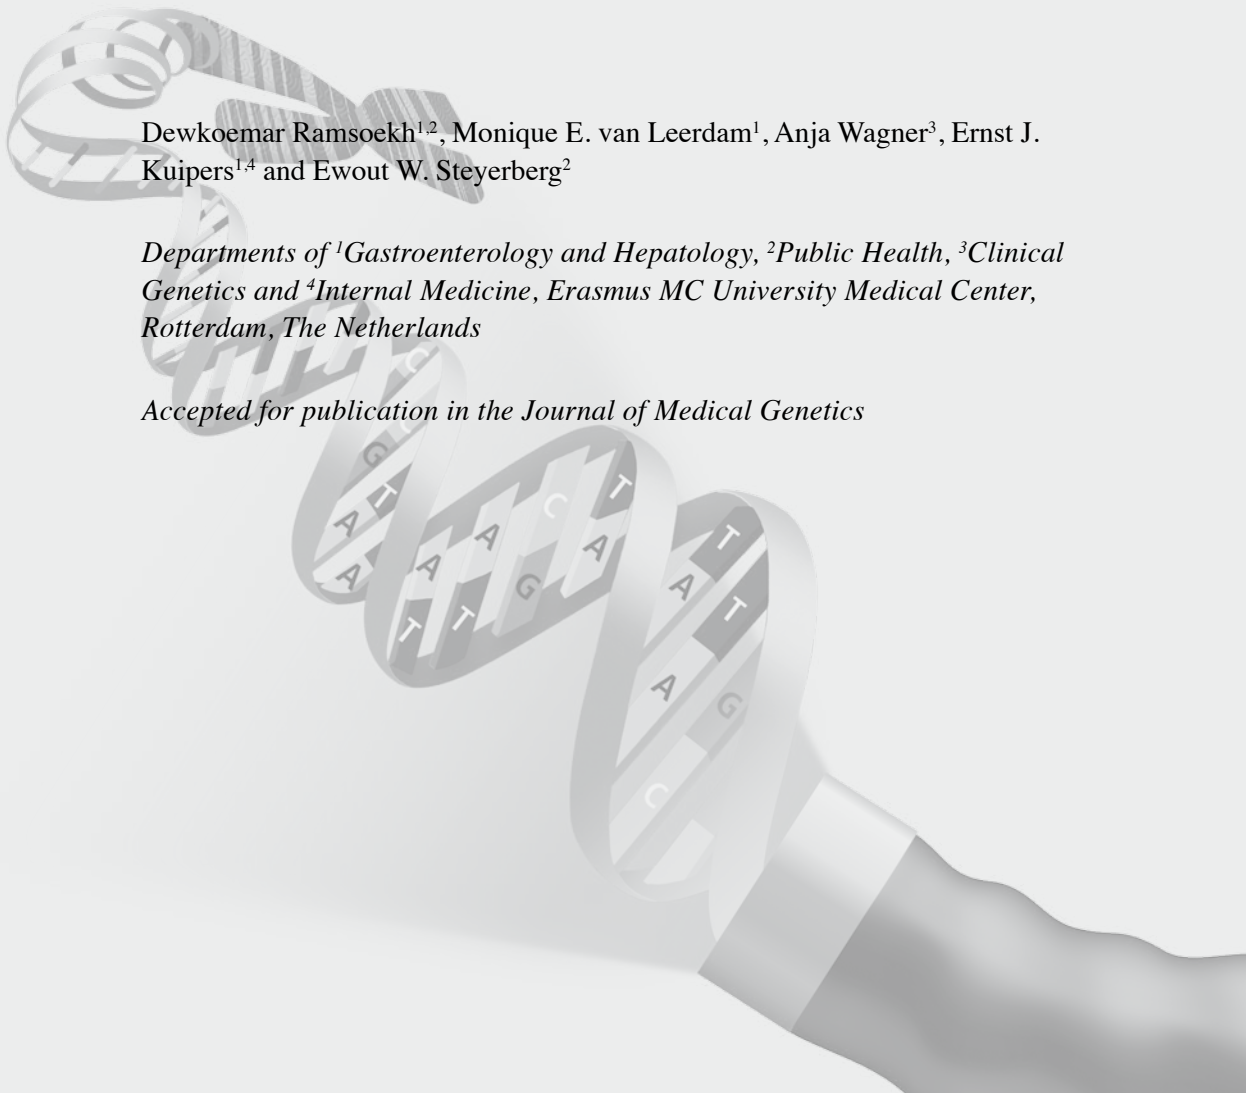 Dewkoemar Ramsoekh1,2, Monique E. van Leerdam1, Anja Wagner3, Ernst J.
Kuipers1,4 and Ewout W. Steyerberg2
Departments of 1Gastroenterology and Hepatology, 2Public Health, 3Clinical
Genetics and 4Internal Medicine, Erasmus MC University Medical Center,
Rotterdam, The Netherlands
Accepted for publication in the Journal of Medical Genetics
C
C
G
T
A
A
T
C
A
A
A
G
T
T
T
A
T
A
G
C